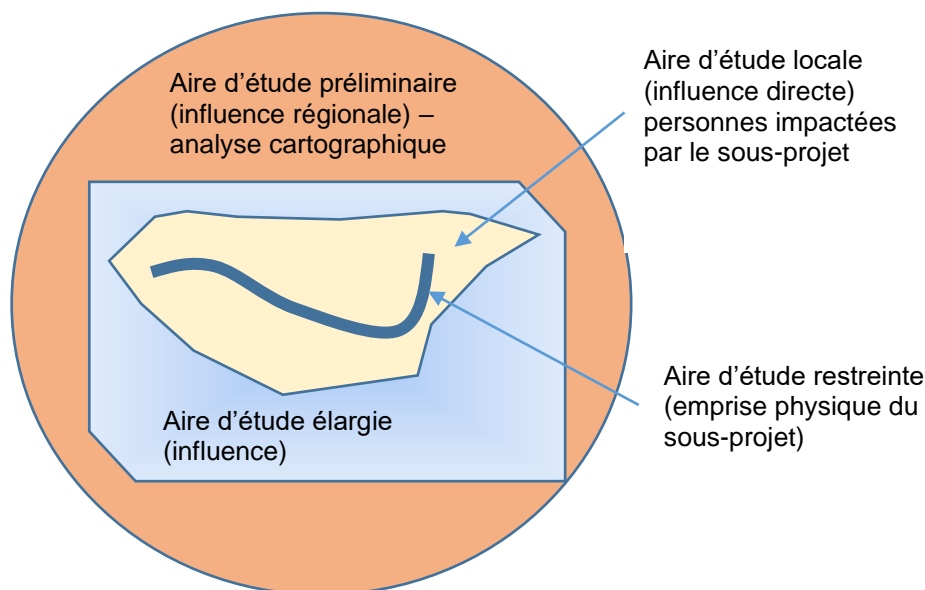 Aire d’étude préliminaire
(influence régionale) –
analyse cartographique
Aire d’étude locale
(influence directe)
personnes impactées
par le sous-projet
Aire d’étude restreinte
(emprise physique du
sous-projet)
Aire d’étude élargie
(influence)